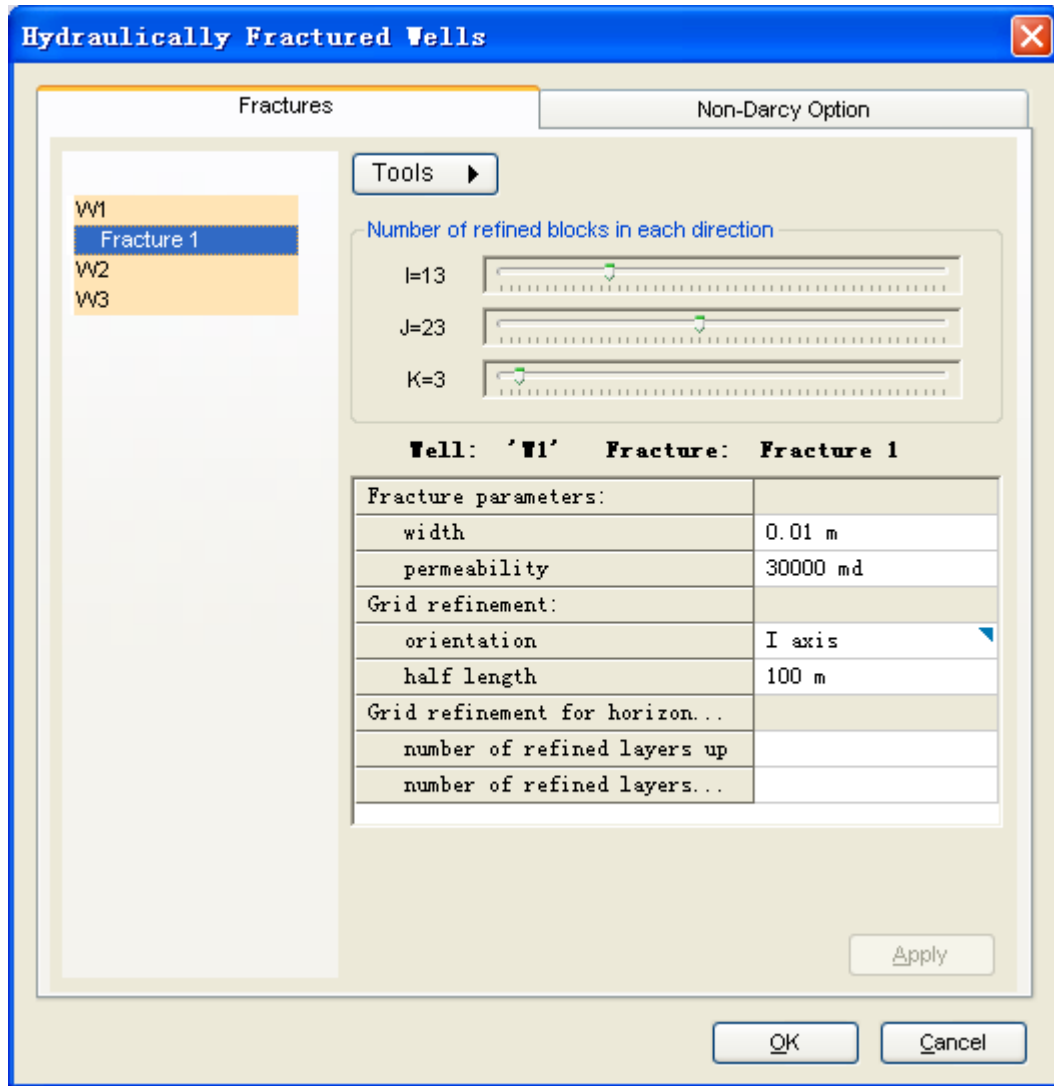 Hydraulically Fractured Wells
Fractures
Non-Darcy Option
W1
Fracture 1
W2
W3
Tools
Number of refined blocks in each direction
I=13
J=23
K=3
Well: 'W1' Fracture: Fracture 1
Fracture parameters:
width 0.01 m
permeability 30000 md
Grid refinement:
orientation I axis
half length 100 m
Grid refinement for horizon...
number of refined layers up
number of refined layers...
Apply
OK
Cancel